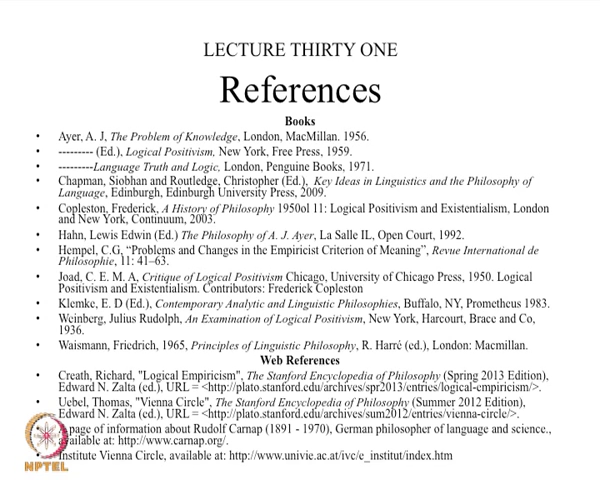 LECTURE THIRTY ONE
References
Books
• Ayer, A. J, The Problem of Knowledge, London, MacMillan. 1956.
• --------- (Ed.), Logical Positivism, New York, Free Press, 1959.
• ---------Language Truth and Logic, London, Penguine Books, 1971.
• Chapman, Siobhan and Routledge, Christopher (Ed.), Key Ideas in Linguistics and the Philosophy of
Language, Edinburgh, Edinburgh University Press, 2009.
• Copleston, Frederick, A History of Philosophy 1950ol 11: Logical Positivism and Existentialism, London
and New York, Continuum, 2003.
• Hahn, Lewis Edwin (Ed.) The Philosophy of A. J. Ayer, La Salle IL, Open Court, 1992.
• Hempel, C.G, “Problems and Changes in the Empiricist Criterion of Meaning”, Revue International de
Philosophie, 11: 41–63.
• Joad, C. E. M. A, Critique of Logical Positivism Chicago, University of Chicago Press, 1950. Logical
Positivism and Existentialism. Contributors: Frederick Copleston
• Klemke, E. D (Ed.), Contemporary Analytic and Linguistic Philosophies, Buffalo, NY, Prometheus 1983.
• Weinberg, Julius Rudolph, An Examination of Logical Positivism, New York, Harcourt, Brace and Co,
1936.
• Waismann, Friedrich, 1965, Principles of Linguistic Philosophy, R. Harré (ed.), London: Macmillan.
Web References
• Creath, Richard, "Logical Empiricism", The Stanford Encyclopedia of Philosophy (Spring 2013 Edition),
Edward N. Zalta (ed.), URL = <http://plato.stanford.edu/archives/spr2013/entries/logical-empiricism/>.
• Uebel, Thomas, "Vienna Circle", The Stanford Encyclopedia of Philosophy (Summer 2012 Edition),
Edward N. Zalta (ed.), URL = <http://plato.stanford.edu/archives/sum2012/entries/vienna-circle/>.
page of information about Rudolf Carnap (1891 - 1970), German philosopher of language and science.,
available at: http://www.carnap.org/.
Institute Vienna Circle, available at: http://www.univie.ac.at/ivc/e_institut/index.htm
NPTEL